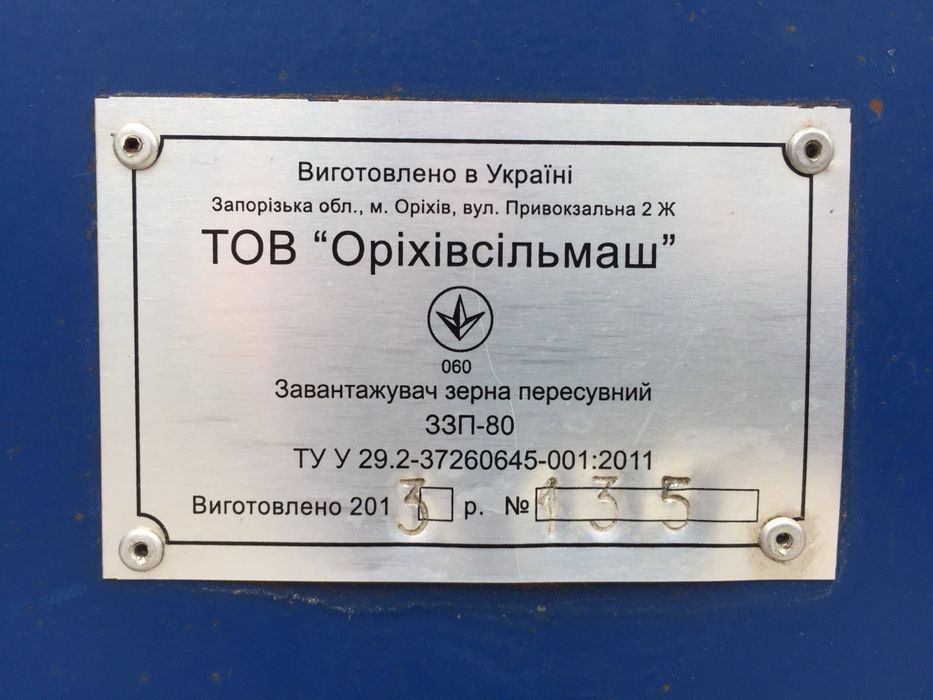 Виготовлено в Україні
Запорізька обл., м. Оріхів, вул. Привокзальна 2 Ж
ТОВ “Оріхівсільмаш”
060
Завантажувач зерна пересувний
ЗЗП-80
ТУ У 29.2-37260645-001:2011
Виготовлено 2013 р. № 135